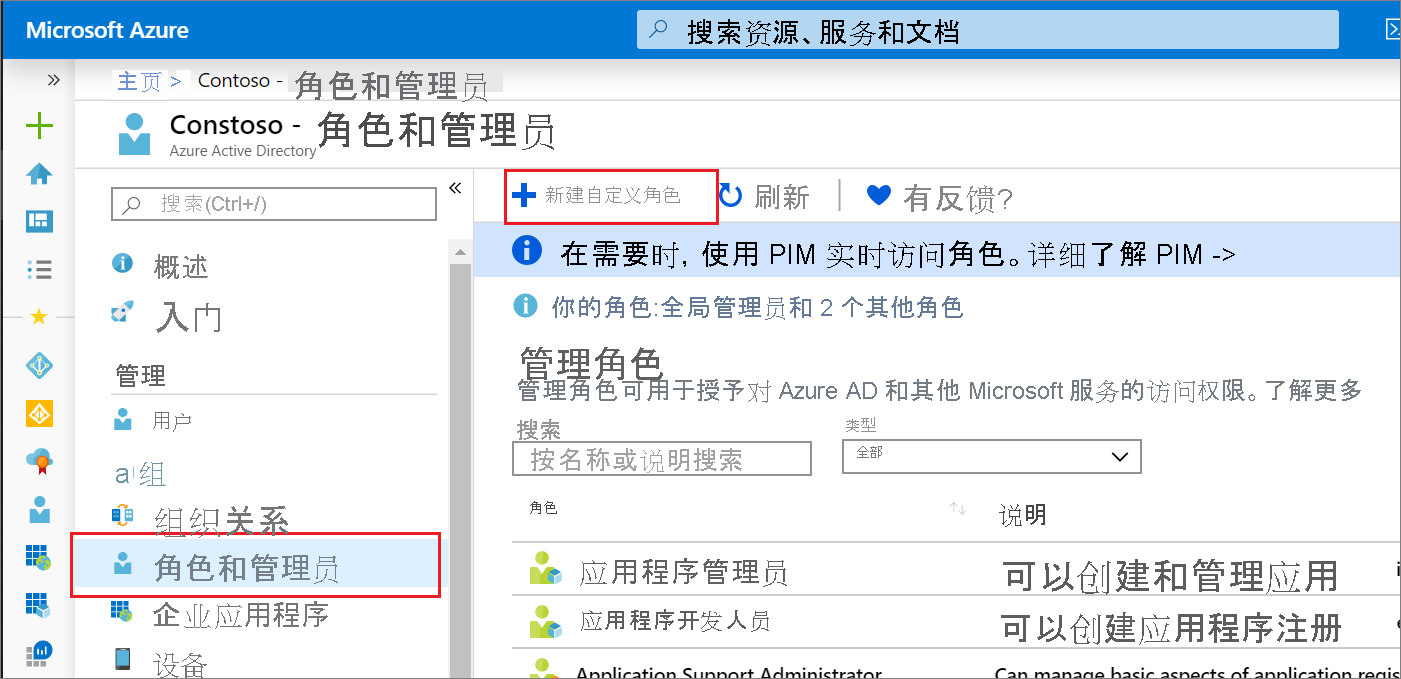 Microsoft Azure
搜索资源、服务和文档
主页 > Contoso - 角色和管理员
Constoso - 角色和管理员
Azure Active Directory
搜索(Ctrl+/)
概述
入门
管理
用户
a 组
组织关系
角色和管理员
企业应用程序
设备
新建自定义角色 刷新 有反馈?
在需要时, 使用 PIM 实时访问角色。详细了解 PIM ->
你的角色:全局管理员和 2 个其他角色
管理角色
管理角色可用于授予对 Azure AD 和其他 Microsoft 服务的访问权限。了解更多
搜索 类型
按名称或说明搜索 全部
角色 说明
应用程序管理员 可以创建和管理应用
应用程序开发人员 可以创建应用程序注册
Application Support Administrator Can manage basic aspects of application regis